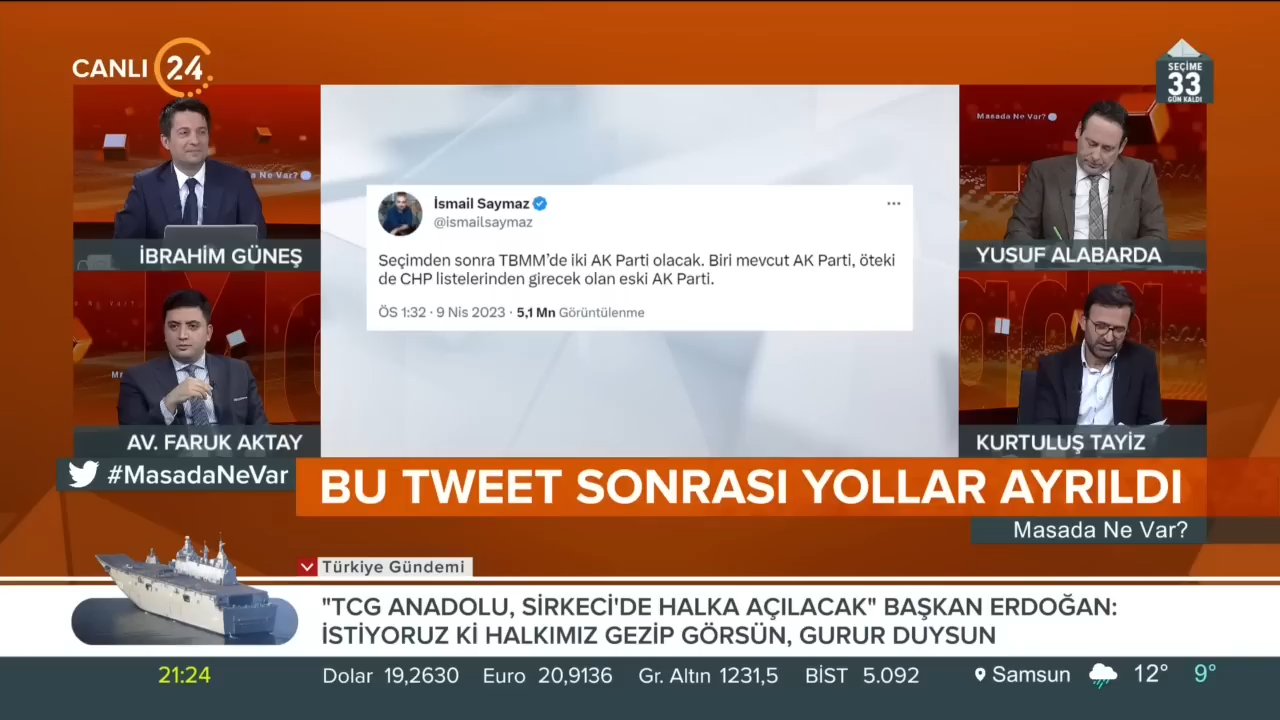 CANLI 24
SEÇİME
33
GÜN KALDI
Masada Ne Var?
a Ne Var?
İBRAHİM GÜNEŞ
YUSUF ALABARDA
İsmail Saymaz
@ismailsaymaz
Seçimden sonra TBMM'de iki AK Parti olacak. Biri mevcut AK Parti, öteki
de CHP listelerinden girecek olan eski AK Parti.
ÖS 1:32 · 9 Nis 2023 · 5,1 Mn Görüntülenme
AV. FARUK AKTAY
KURTULUŞ TAYİZ
#MasadaNeVar
BU TWEET SONRASI YOLLAR AYRILDI
Masada Ne Var?
Türkiye Gündemi
"TCG ANADOLU, SİRKECİ'DE HALKA AÇILACAK" BAŞKAN ERDOĞAN:
İSTİYORUZ Kİ HALKIMIZ GEZİP GÖRSÜN, GURUR DUYSUN
21:24 Dolar 19,2630 Euro 20,9136 Gr. Altın 1231,5 BİST 5.092 Samsun 12° 9°